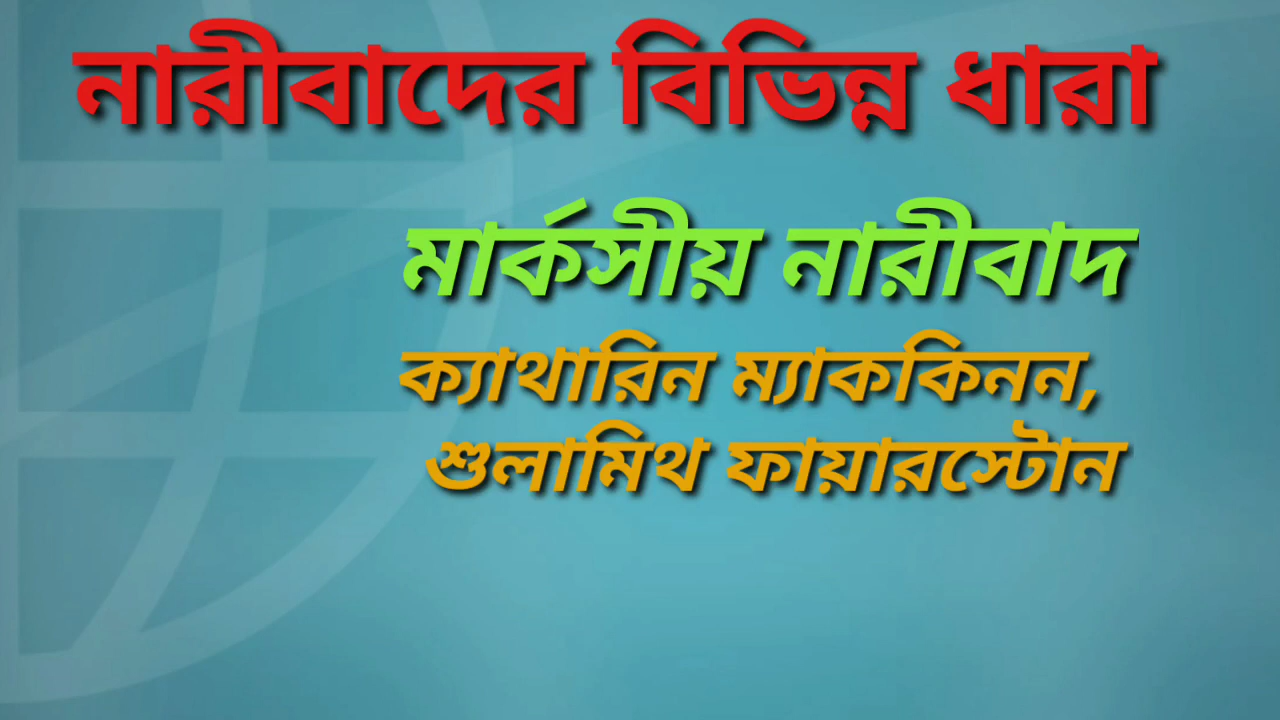 নারীবাদের বিভিন্ন ধারা
মার্কসীয় নারীবাদ
ক্যাথারিন ম্যাককিনন,
শুলামিথ ফায়ারস্টোন